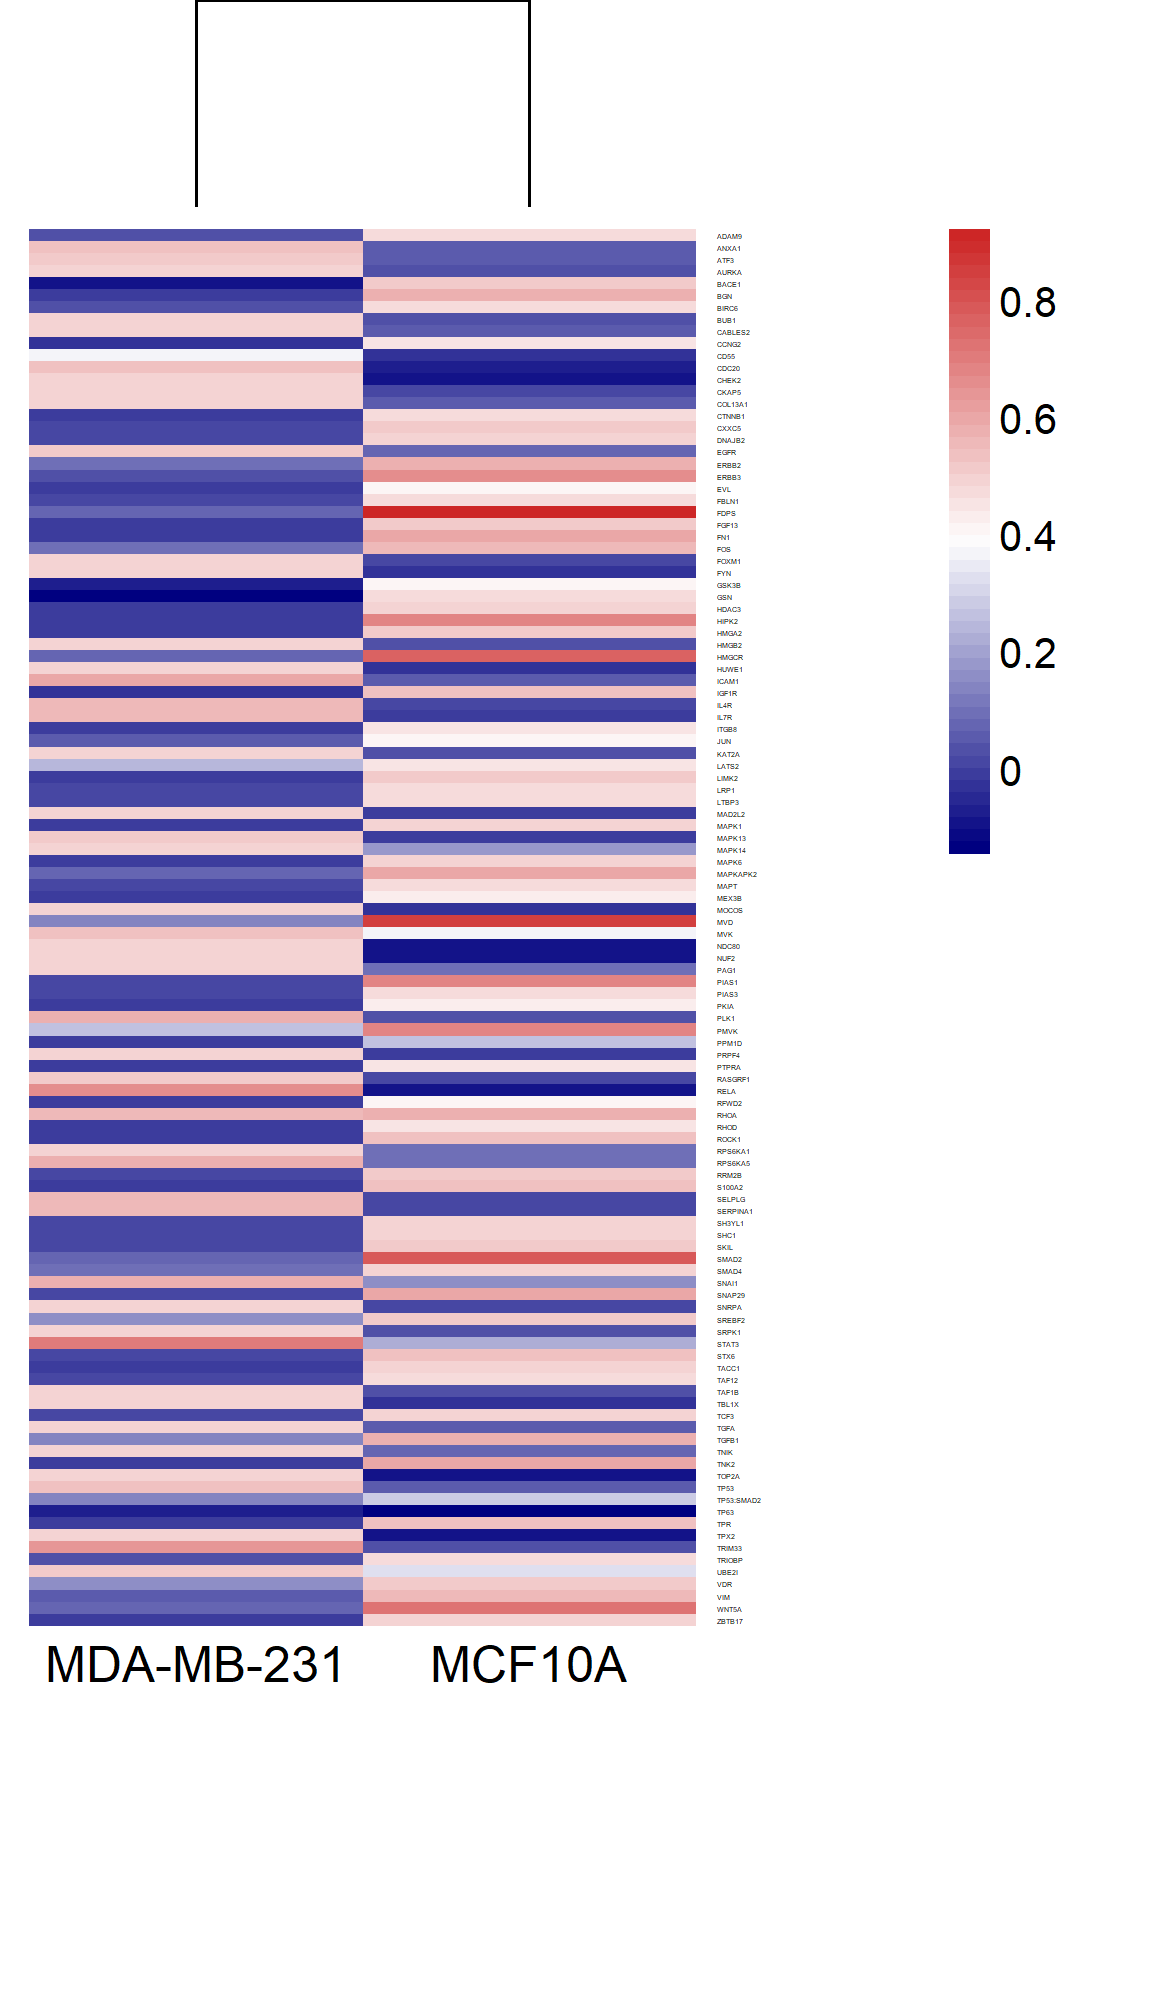 ADAM9
ANXA1
ATF3
AURKA
BACE1
BGN
BIRC6
BUB1
CABLES2
CCNG2
CD55
CDC20
CHEK2
CKAP5
COL13A1
CTNNB1
CXXC5
DNAJB2
EGFR
ERBB2
ERBB3
EVL
FBLN1
FDPS
FGF13
FN1
FOS
FOXM1
FYN
GSK3B
GSN
HDAC3
HIPK2
HMGA2
HMGB2
HMGCR
HUWE1
ICAM1
IGF1R
IL4R
IL7R
ITGB8
JUN
KAT2A
LATS2
LIMK2
LRP1
LTBP3
MAD2L2
MAPK1
MAPK13
MAPK14
MAPK6
MAPKAPK2
MAPT
MEX3B
MOCOS
MVD
MVK
NDC80
NUF2
PAG1
PIAS1
PIAS3
PKIA
PLK1
PMVK
PPM1D
PRPF4
PTPRA
RASGRF1
RELA
RFWD2
RHOA
RHOD
ROCK1
RPS6KA1
RPS6KA5
RRM2B
S100A2
SELPLG
SERPINA1
SH3YL1
SHC1
SKIL
SMAD2
SMAD4
SNAI1
SNAP29
SNRPA
SREBF2
SRPK1
STAT3
STX6
TACC1
TAF12
TAF1B
TBL1X
TCF3
TGFA
TGFB1
TNIK
TNK2
TOP2A
TP53
TP53:SMAD2
TP63
TPR
TPX2
TRIM33
TRIOBP
UBE2I
VDR
VIM
WNT5A
ZBTB17
0.8
0.6
0.4
0.2
0
MDA-MB-231 MCF10A